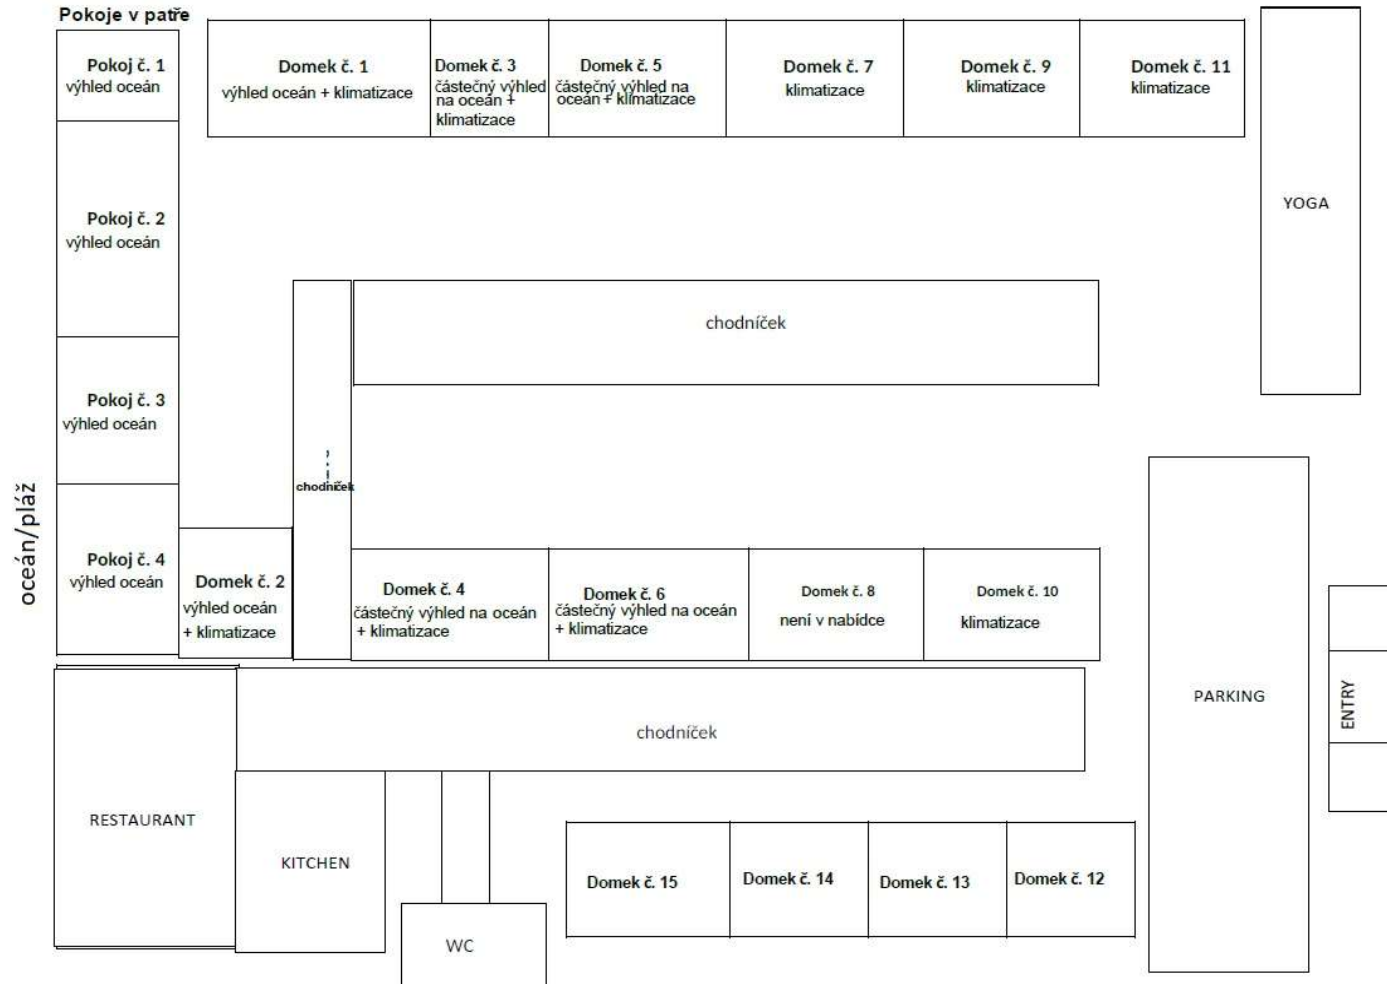 Pokoje v patře
Pokoj č. 1
výhled oceán
Domek č. 1
výhled oceán + klimatizace
Domek č. 3
částečný výhled
na oceán +
klimatizace
Domek č. 5
částečný výhled na
oceán + klimatizace
Domek č. 7
klimatizace
Domek č. 9
klimatizace
Domek č. 11
klimatizace
YOGA
Pokoj č. 2
výhled oceán
chodníček
Pokoj č. 3
výhled oceán
chodníček
oceán/pláž
Pokoj č. 4
výhled oceán
Domek č. 2
výhled oceán
+ klimatizace
Domek č. 4
částečný výhled na oceán
+ klimatizace
Domek č. 6
částečný výhled na oceán
+ klimatizace
Domek č. 8
není v nabídce
Domek č. 10
klimatizace
PARKING
ENTRY
chodníček
RESTAURANT
KITCHEN
WC
Domek č. 15
Domek č. 14
Domek č. 13
Domek č. 12